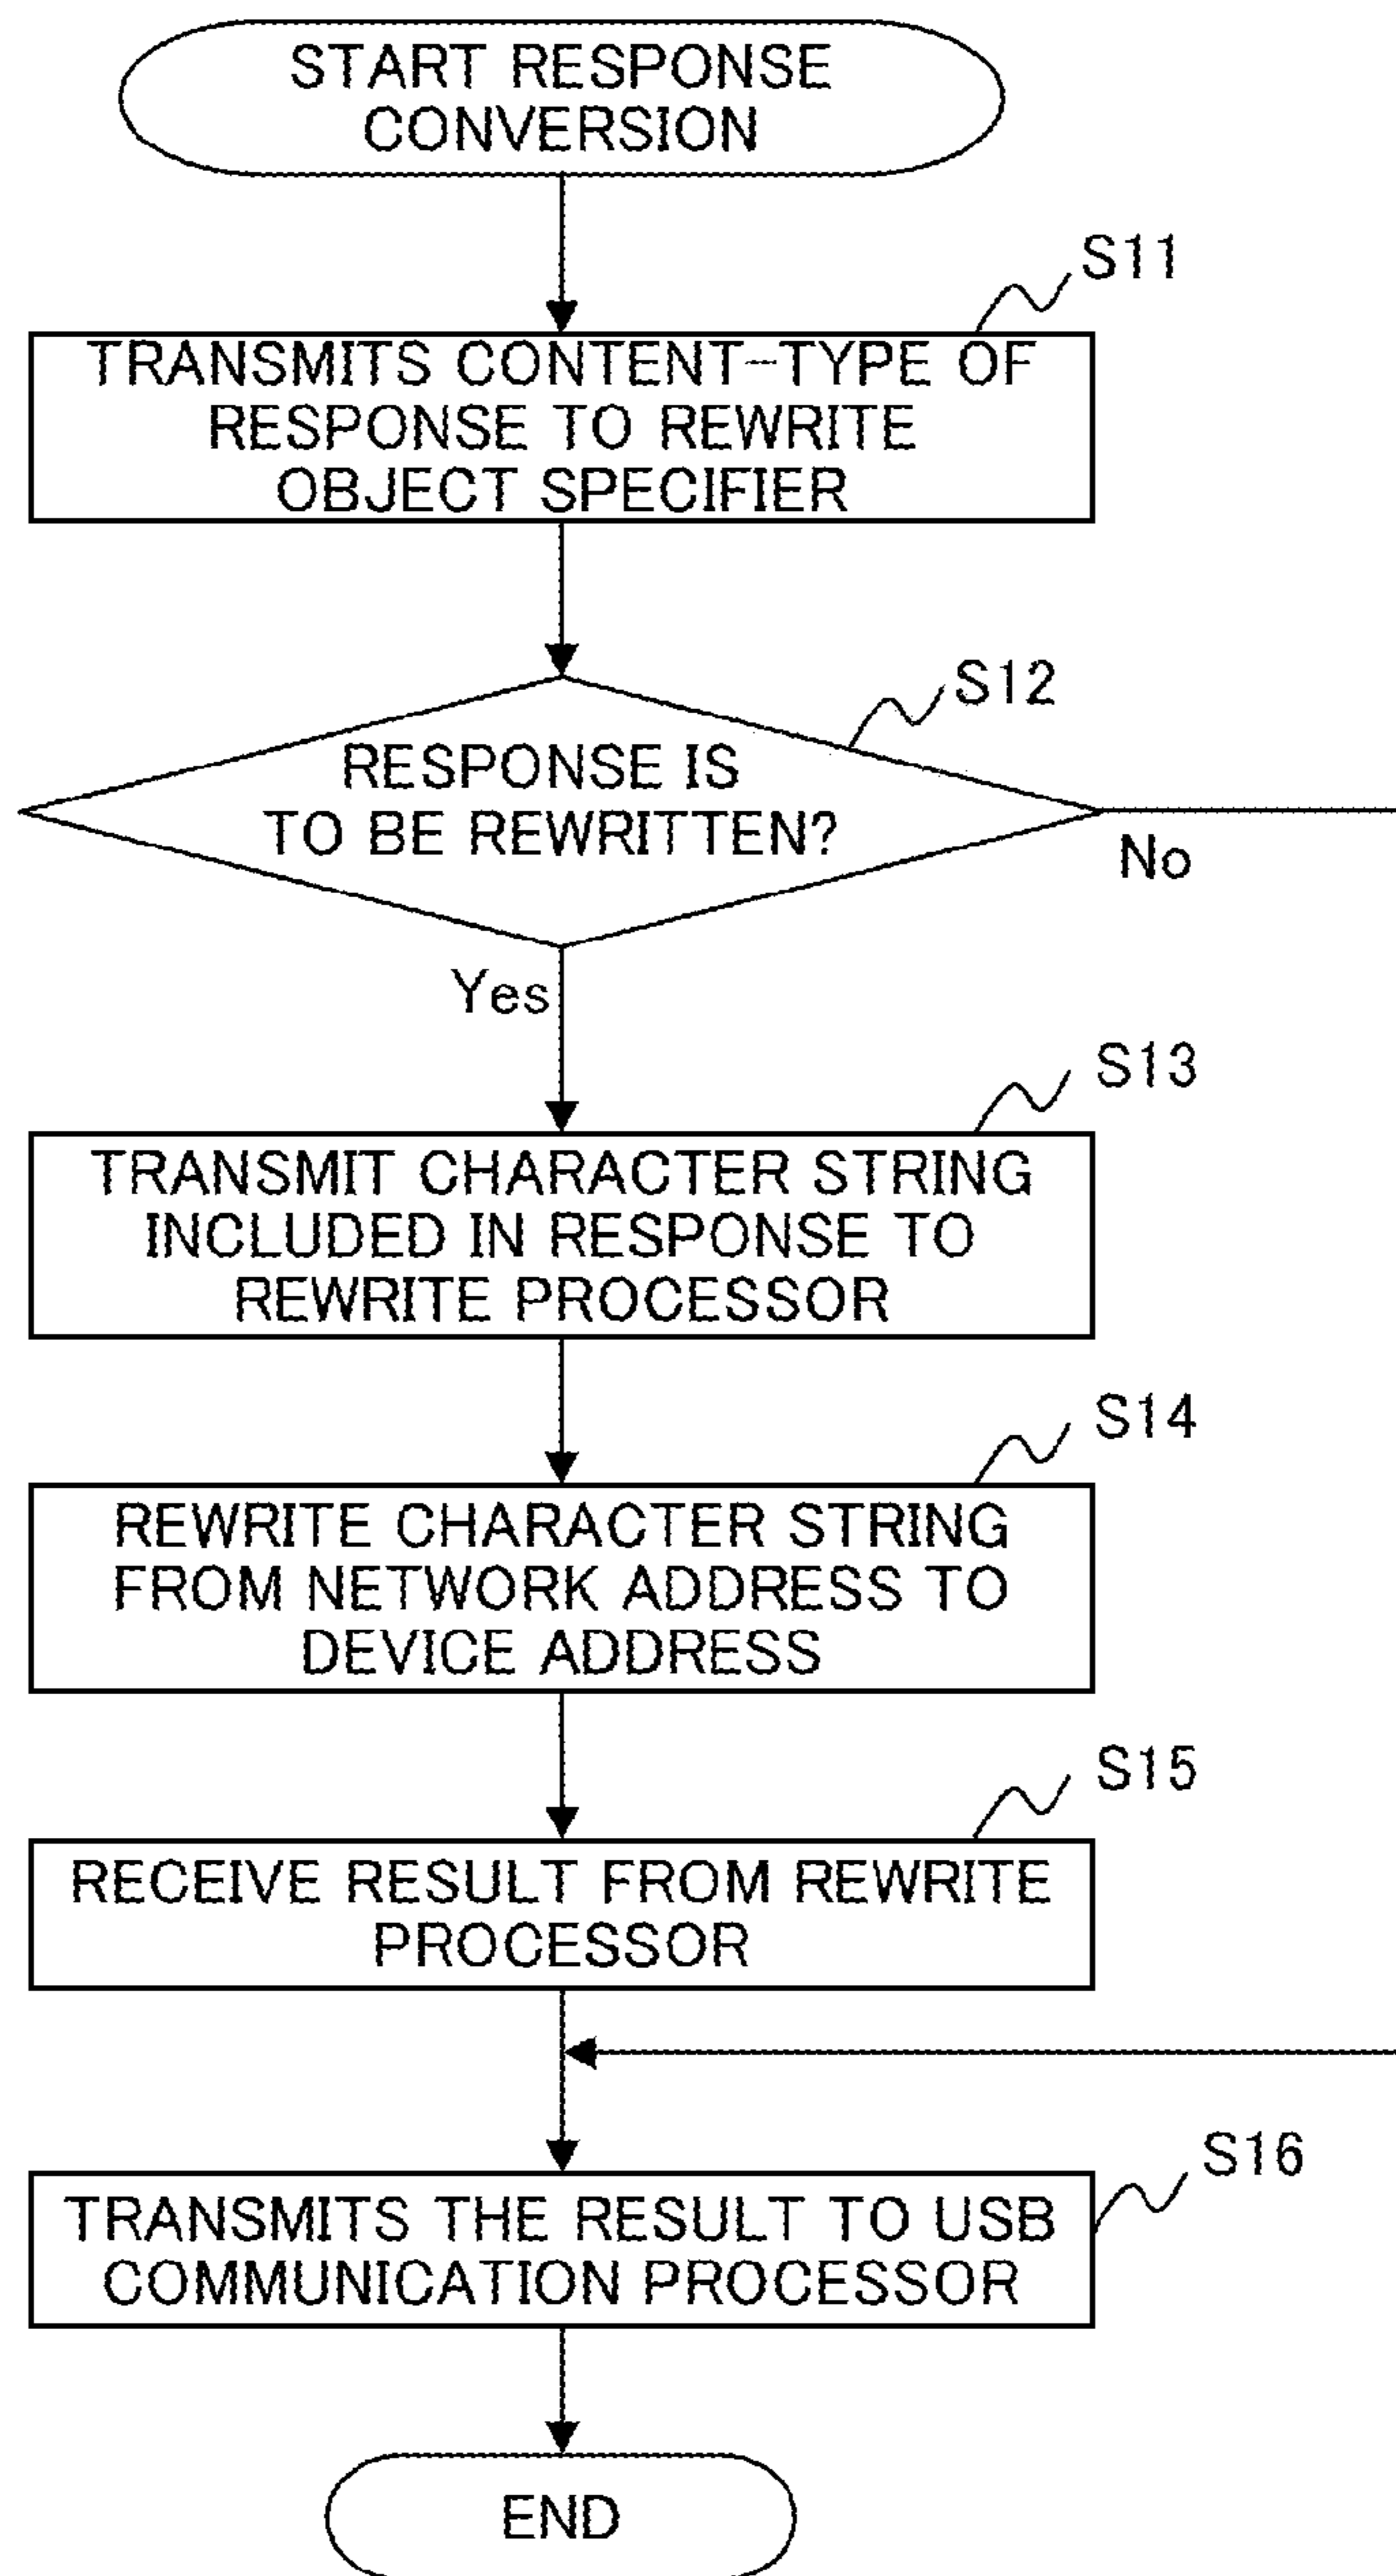 START RESPONSE
CONVERSION
S11
TRANSMITS CONTENT-TYPE OF
RESPONSE TO REWRITE
OBJECT SPECIFIER
S12
RESPONSE IS
TO BE REWRITTEN?
No
Yes
S13
TRANSMIT CHARACTER STRING
INCLUDED IN RESPONSE TO
REWRITE PROCESSOR
S14
REWRITE CHARACTER STRING
FROM NETWORK ADDRESS TO
DEVICE ADDRESS
S15
RECEIVE RESULT FROM REWRITE
PROCESSOR
S16
TRANSMITS THE RESULT TO USB
COMMUNICATION PROCESSOR
END